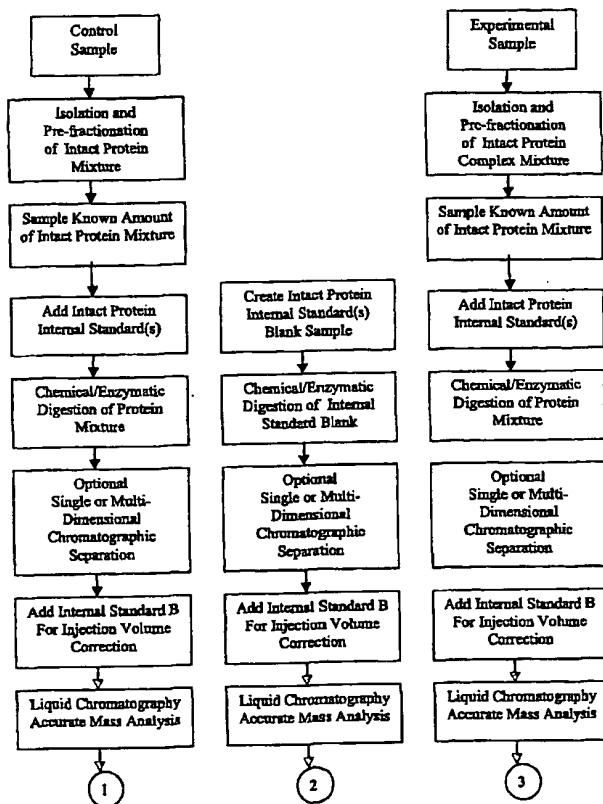 Control
Sample
Isolation and
Pre-fractionation
of Intact Protein
Mixture
Sample Known Amount
of Intact Protein Mixture
Add Intact Protein
Internal Standard(s)
Chemical/Enzymatic
Digestion of Protein
Mixture
Optional
Single or Multi-
Dimensional
Chromatographic
Separation
Add Internal Standard B
For Injection Volume
Correction
Liquid Chromatography
Accurate Mass Analysis
1
Create Intact Protein
Internal Standard(s)
Blank Sample
Chemical/Enzymatic
Digestion of Internal
Standard Blank
Optional
Single or Multi-
Dimensional
Chromatographic
Separation
Add Internal Standard B
For Injection Volume
Correction
Liquid Chromatography
Accurate Mass Analysis
2
Experimental
Sample
Isolation and
Pre-fractionation
of Intact Protein
Complex Mixture
Sample Known Amount
of Intact Protein Mixture
Add Intact Protein
Internal Standard(s)
Chemical/Enzymatic
Digestion of Protein
Mixture
Optional
Single or Multi-
Dimensional
Chromatographic
Separation
Add Internal Standard B
For Injection Volume
Correction
Liquid Chromatography
Accurate Mass Analysis
3